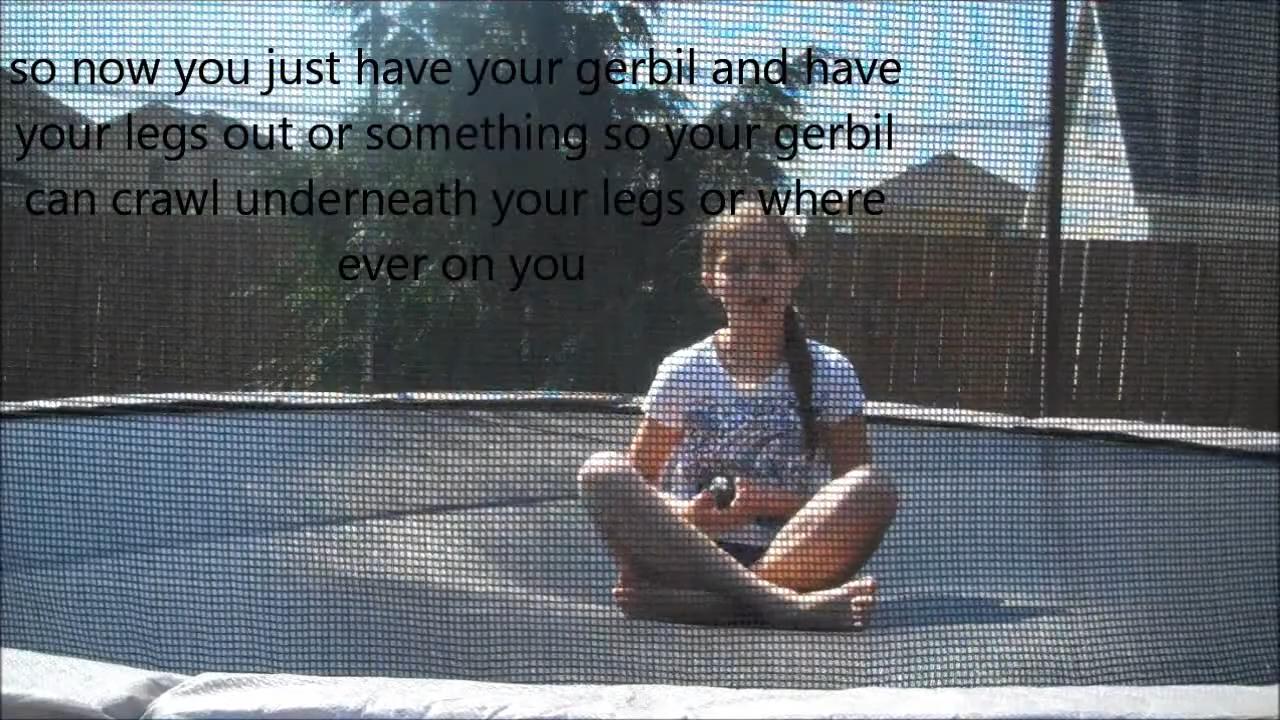 so now you just have your gerbil and have
your legs out or something so your gerbil
can crawl underneath your legs or where
ever on you